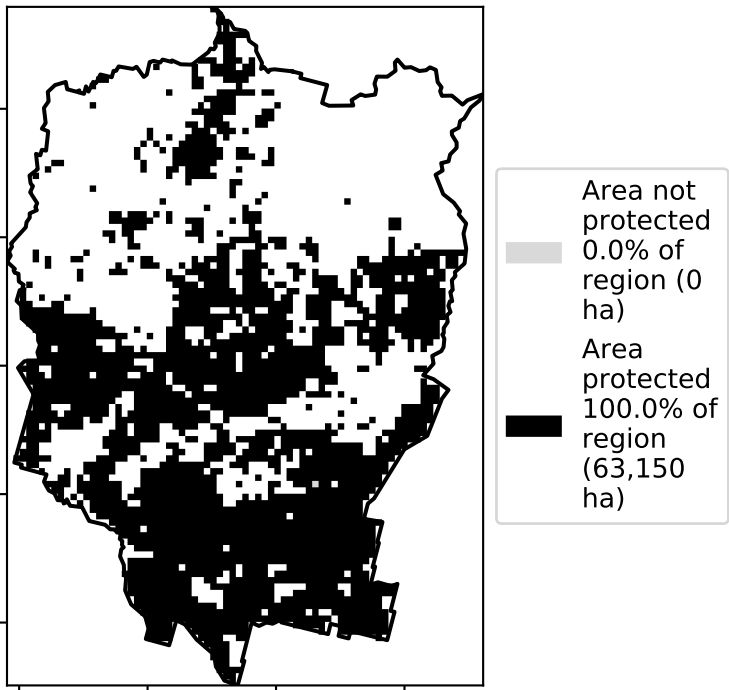 Area not
protected
0.0% of
region (0
ha)
Area
protected
100.0% of
region
(63,150
ha)